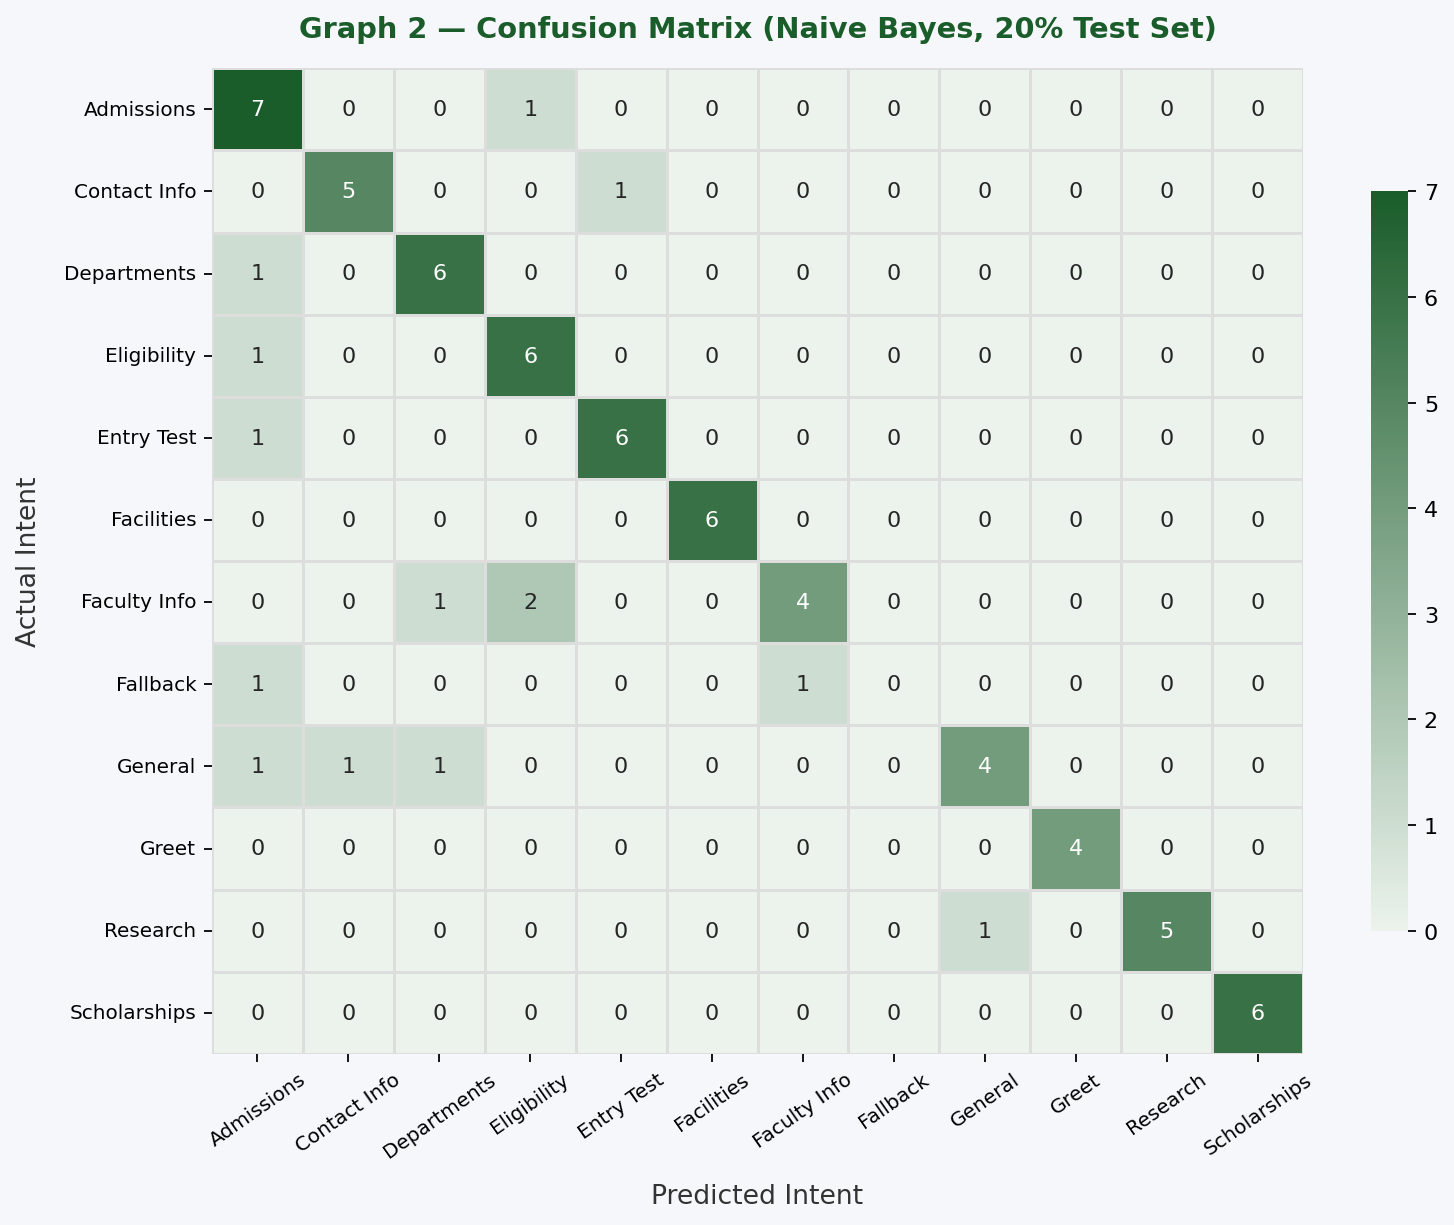 Graph 2 — Confusion Matrix (Naive Bayes, 20% Test Set)
Actual Intent
Admissions 7 0 0 1 0 0 0 0 0 0 0 0
Contact Info 0 5 0 0 1 0 0 0 0 0 0 0
Departments 1 0 6 0 0 0 0 0 0 0 0 0
Eligibility 1 0 0 6 0 0 0 0 0 0 0 0
Entry Test 1 0 0 0 6 0 0 0 0 0 0 0
Facilities 0 0 0 0 0 6 0 0 0 0 0 0
Faculty Info 0 0 1 2 0 0 4 0 0 0 0 0
Fallback 1 0 0 0 0 0 1 0 0 0 0 0
General 1 1 1 0 0 0 0 0 4 0 0 0
Greet 0 0 0 0 0 0 0 0 0 4 0 0
Research 0 0 0 0 0 0 0 0 1 0 5 0
Scholarships 0 0 0 0 0 0 0 0 0 0 0 6
Admissions Contact Info Departments Eligibility Entry Test Facilities Faculty Info Fallback General Greet Research Scholarships
Predicted Intent
7
6
5
4
3
2
1
0